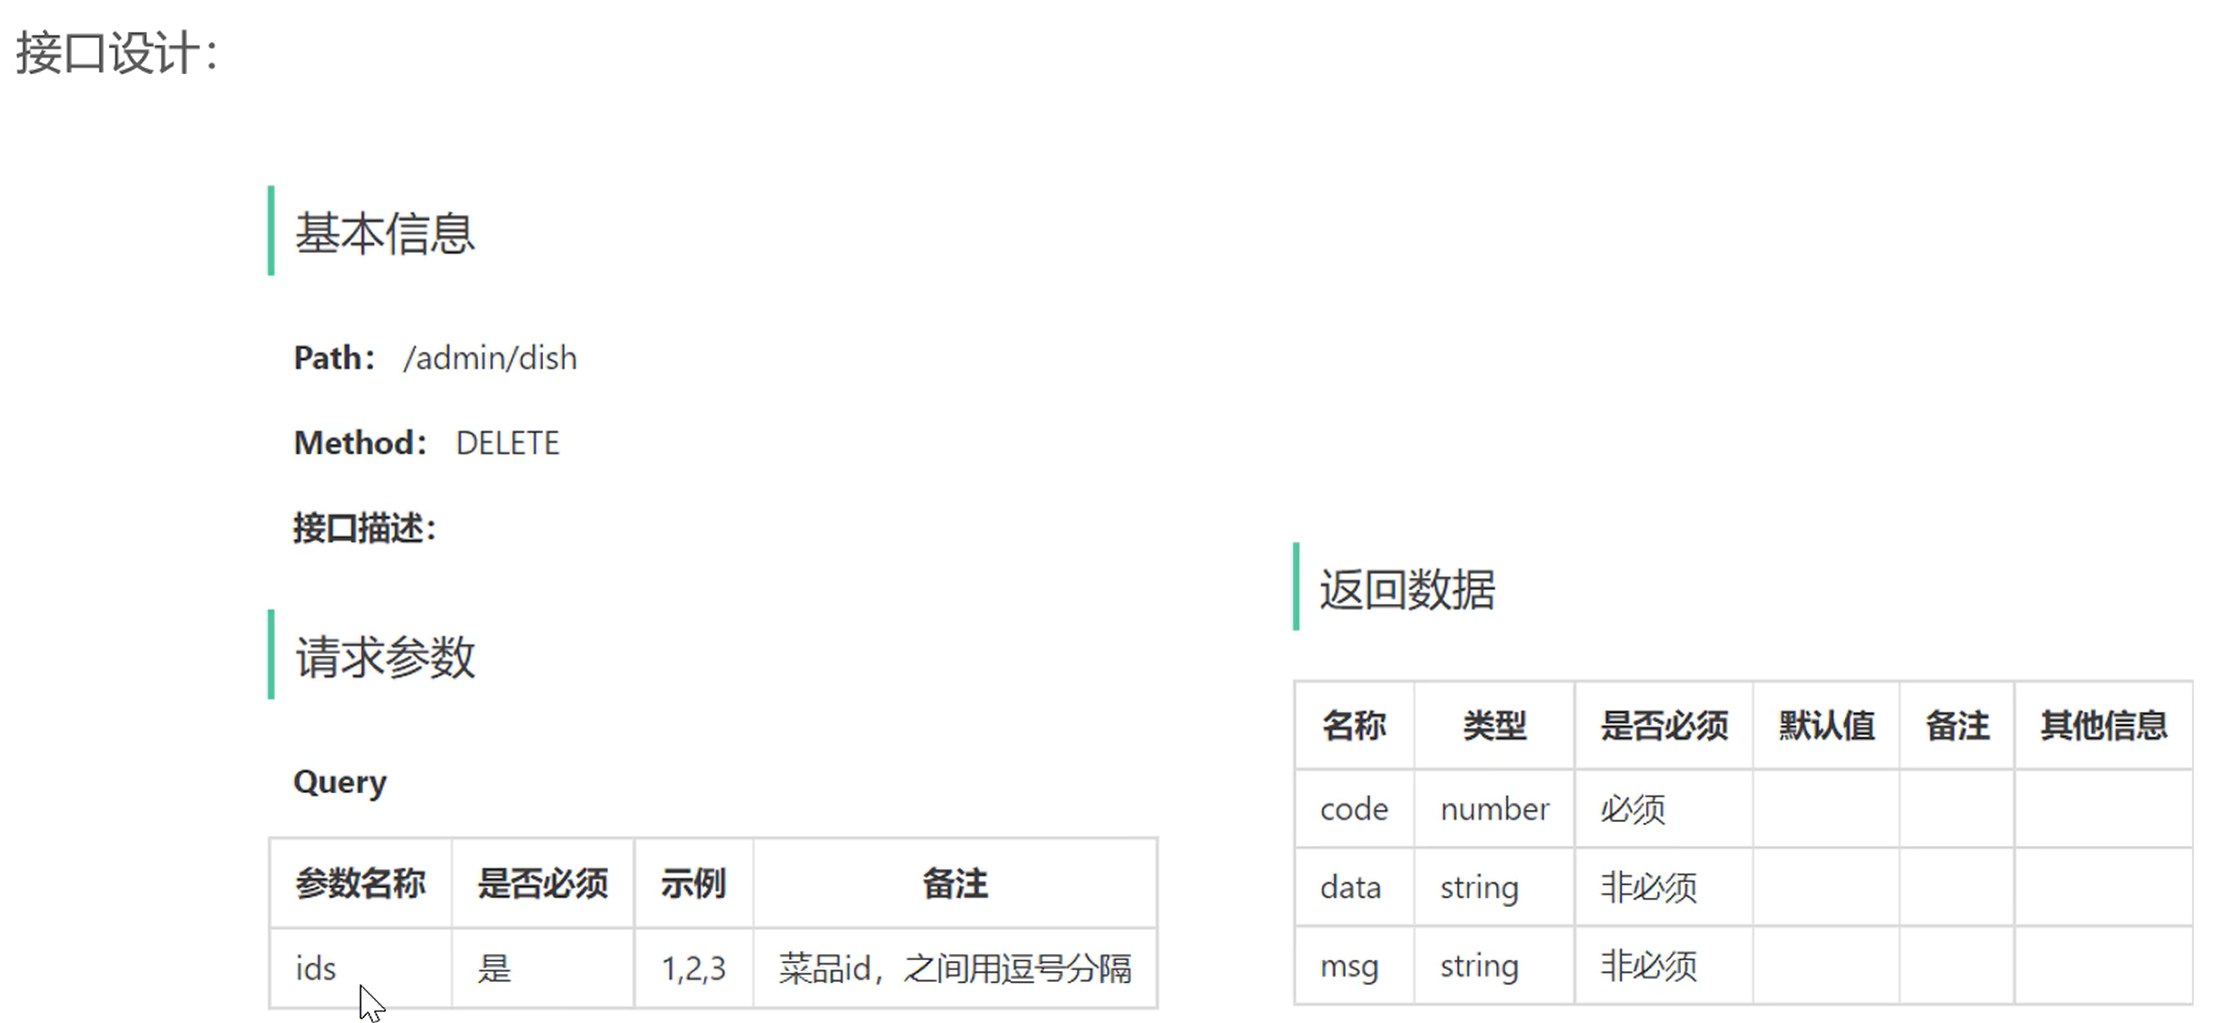 接口设计：
基本信息
Path： /admin/dish
Method： DELETE
接口描述：
请求参数
Query
参数名称 是否必须 示例 备注
ids 是 1,2,3 菜品id，之间用逗号分隔
返回数据
名称 类型 是否必须 默认值 备注 其他信息
code number 必须
data string 非必须
msg string 非必须